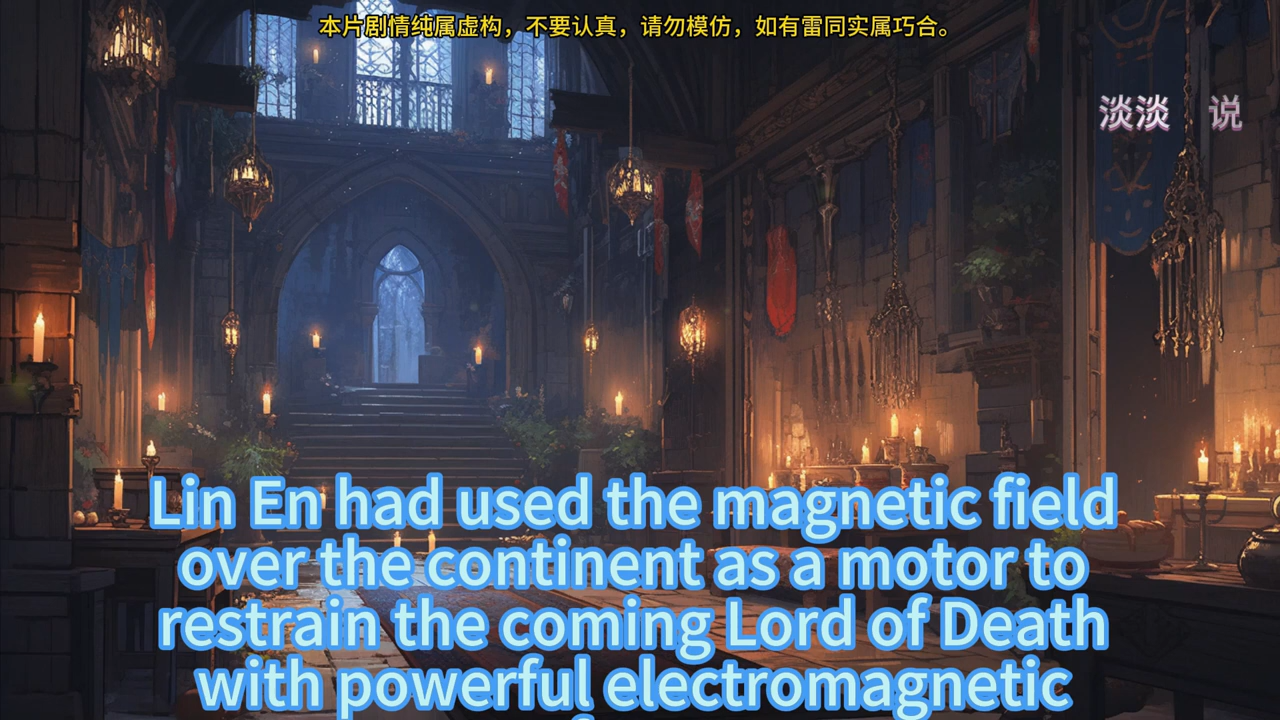 本片剧情纯属虚构，不要认真，请勿模仿，如有雷同实属巧合。
淡淡 说
Lin En had used the magnetic field
over the continent as a motor to
restrain the coming Lord of Death
with powerful electromagnetic